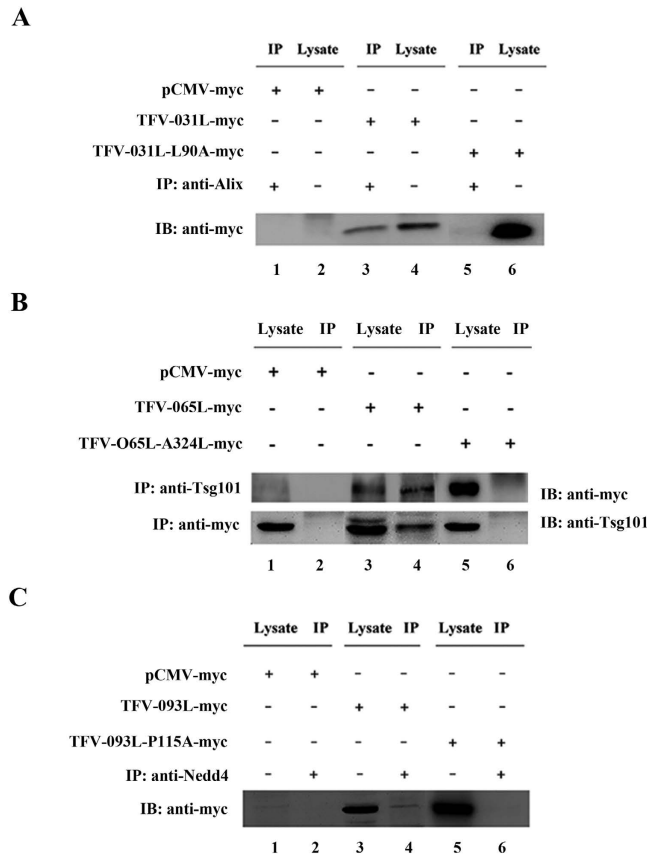 A
IP Lysate IP Lysate IP Lysate
pCMV-myc + + - - - -
TFV-031L-myc - - + + - -
TFV-031L-L90A-myc - - - - + +
IP: anti-Alix + - + - + -
IB: anti-myc
1 2 3 4 5 6
B
Lysate IP Lysate IP Lysate IP
pCMV-myc + + - - - -
TFV-065L-myc - - + + - -
TFV-O65L-A324L-myc - - - - + +
IP: anti-Tsg101 IB: anti-myc
IP: anti-myc IB: anti-Tsg101
1 2 3 4 5 6
C
Lysate IP Lysate IP Lysate IP
pCMV-myc + + - - - -
TFV-093L-myc - - + + - -
TFV-093L-P115A-myc - - - - + +
IP: anti-Nedd4 - + - + - +
IB: anti-myc
1 2 3 4 5 6